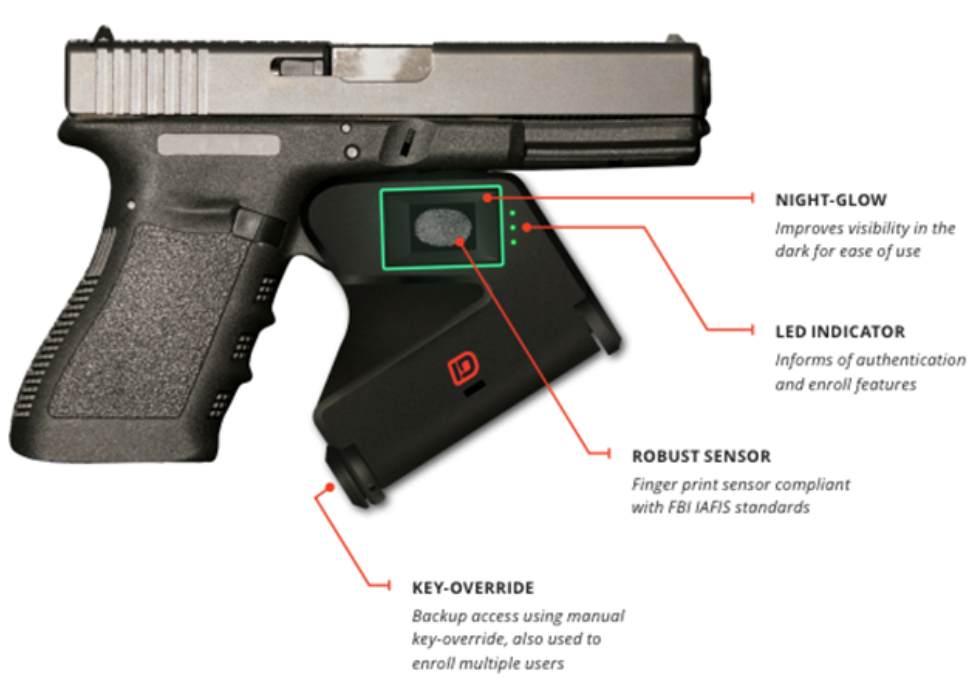 NIGHT-GLOW
Improves visibility in the
dark for ease of use
LED INDICATOR
Informs of authentication
and enroll features
ROBUST SENSOR
Finger print sensor compliant
with FBI IAFIS standards
KEY-OVERRIDE
Backup access using manual
key-override, also used to
enroll multiple users